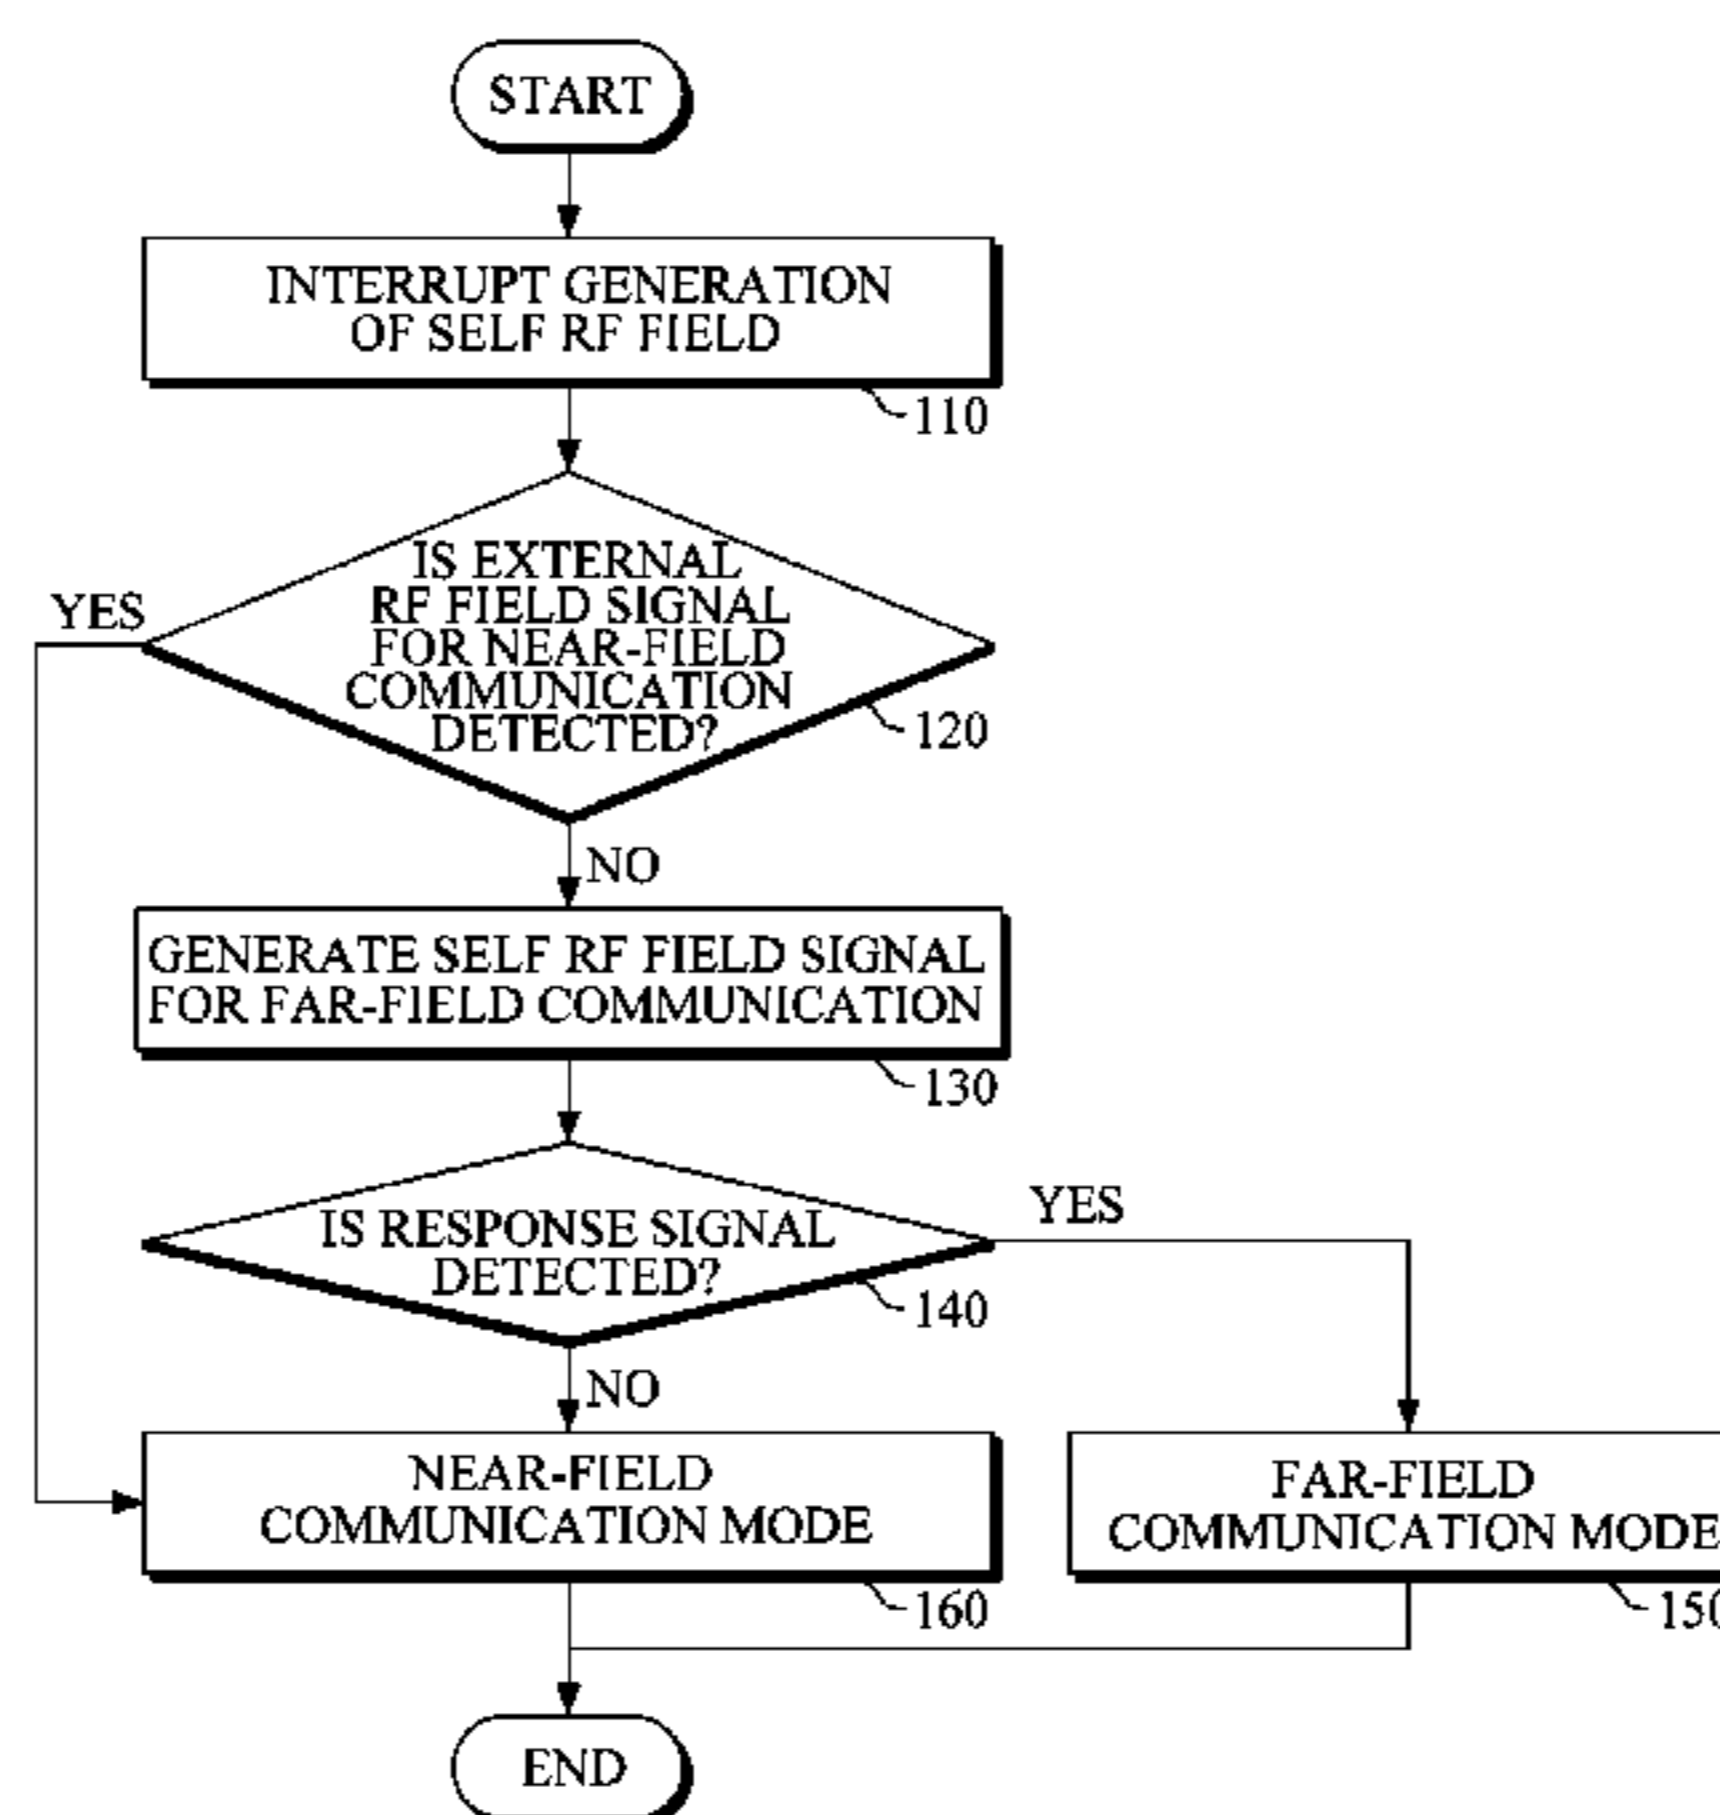 START
INTERRUPT GENERATION
OF SELF RF FIELD
110
IS EXTERNAL
RF FIELD SIGNAL
FOR NEAR-FIELD
COMMUNICATION
DETECTED?
YES
120
NO
GENERATE SELF RF FIELD SIGNAL
FOR FAR-FIELD COMMUNICATION
130
IS RESPONSE SIGNAL
DETECTED?
YES
140
NO
NEAR-FIELD
COMMUNICATION MODE
160
FAR-FIELD
COMMUNICATION MODE
150
END